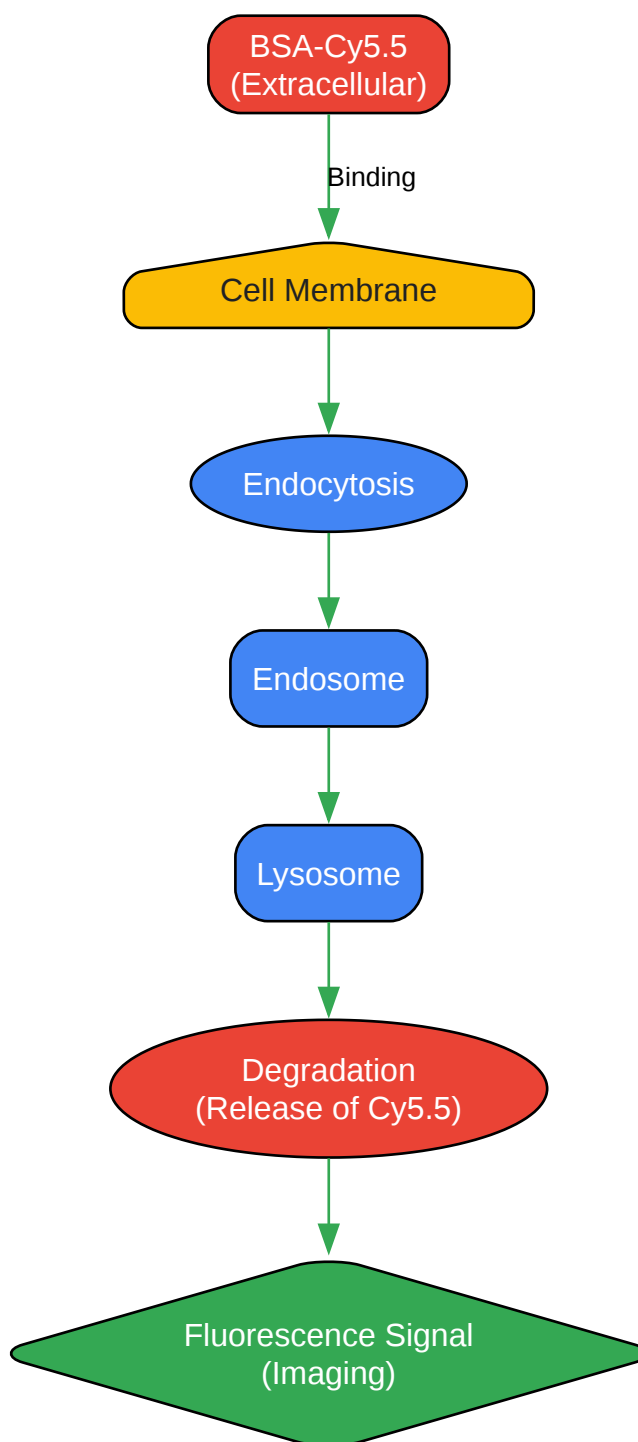 BSA-Cy5.5
(Extracellular)
Binding
Cell Membrane
Endocytosis
Endosome
Lysosome
Degradation
(Release of Cy5.5)
Fluorescence Signal
(Imaging)